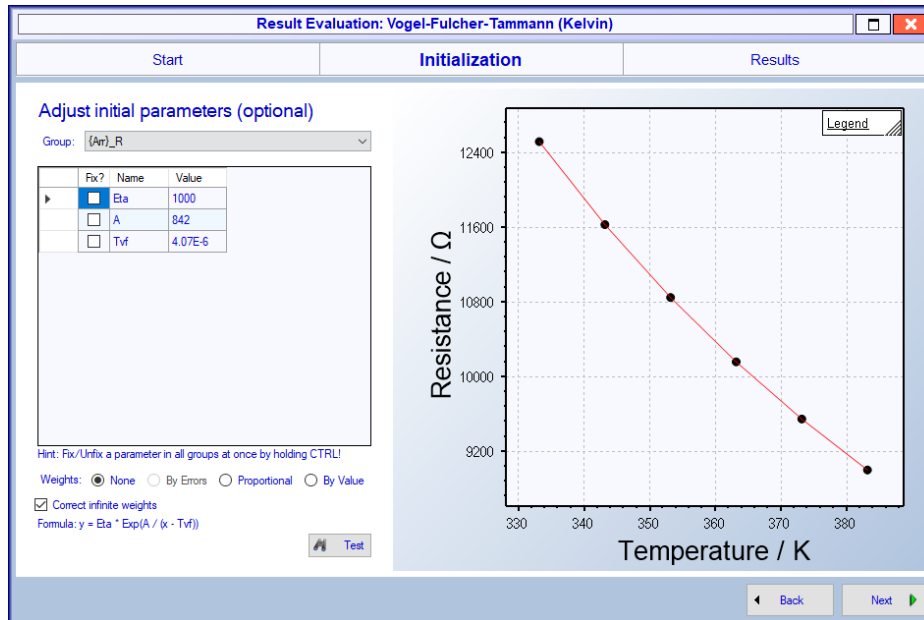 Result Evaluation: Vogel-Fulcher-Tammann (Kelvin)
Start Initialization Results
Adjust initial parameters (optional)
Group: {Arr}_R
Fix? Name Value
Eta 1000
A 842
Tvf 4.07E-6
Hint: Fix/Unfix a parameter in all groups at once by holding CTRL!
Weights: None By Errors Proportional By Value
Correct infinite weights
Formula: y = Eta * Exp(A / (x - Tvf))
Test
Legend
Resistance / Ω
12400
11600
10800
10000
9200
330 340 350 360 370 380
Temperature / K
Back Next